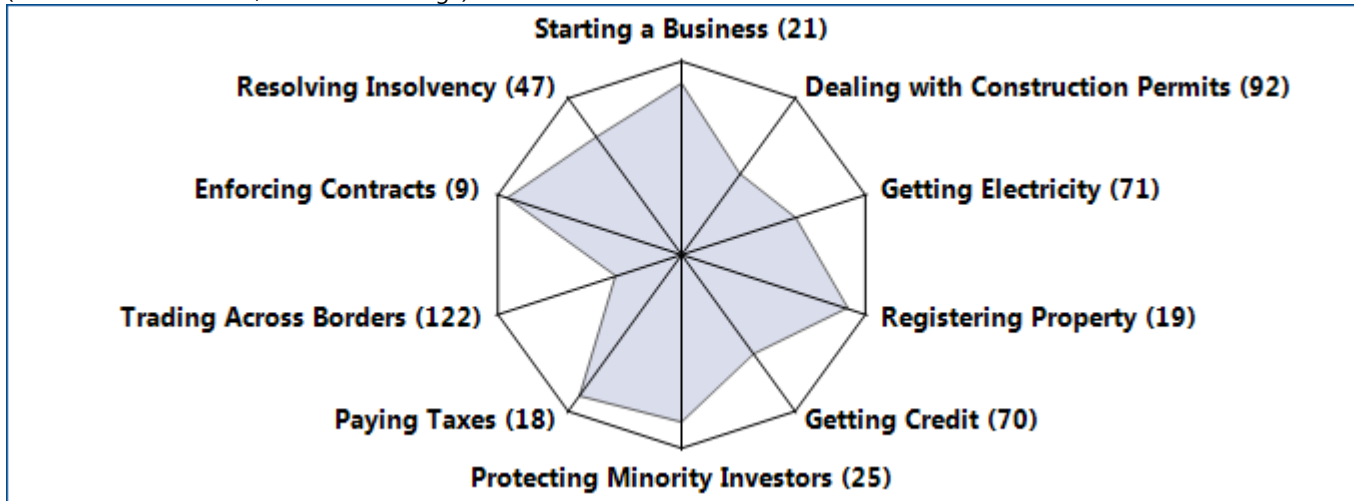 Starting a Business (21)
Resolving Insolvency (47)
Dealing with Construction Permits (92)
Enforcing Contracts (9)
Getting Electricity (71)
Trading Across Borders (122)
Registering Property (19)
Paying Taxes (18)
Getting Credit (70)
Protecting Minority Investors (25)